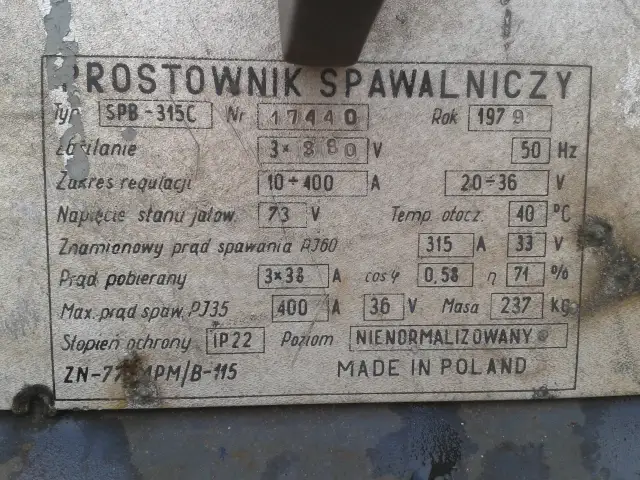 PROSTOWNIK SPAWALNICZY
Typ SPB-315C Nr 17440 Rok 1979
Zasilanie 3× 380 V 50 Hz
Zakres regulacji 10÷400 A 20÷36 V
Napięcie stanu jałow. 73 V Temp. otocz. 40 °C
Znamionowy prąd spawania PJ60 315 A 33 V
Prąd pobierany 3×38 A cos φ 0,58 η 71 %
Max. prąd spaw. PJ35 400 A 36 V Masa 237 kg
Stopień ochrony IP22 Poziom NIENORMALIZOWANY
MPM/B-115 MADE IN POLAND